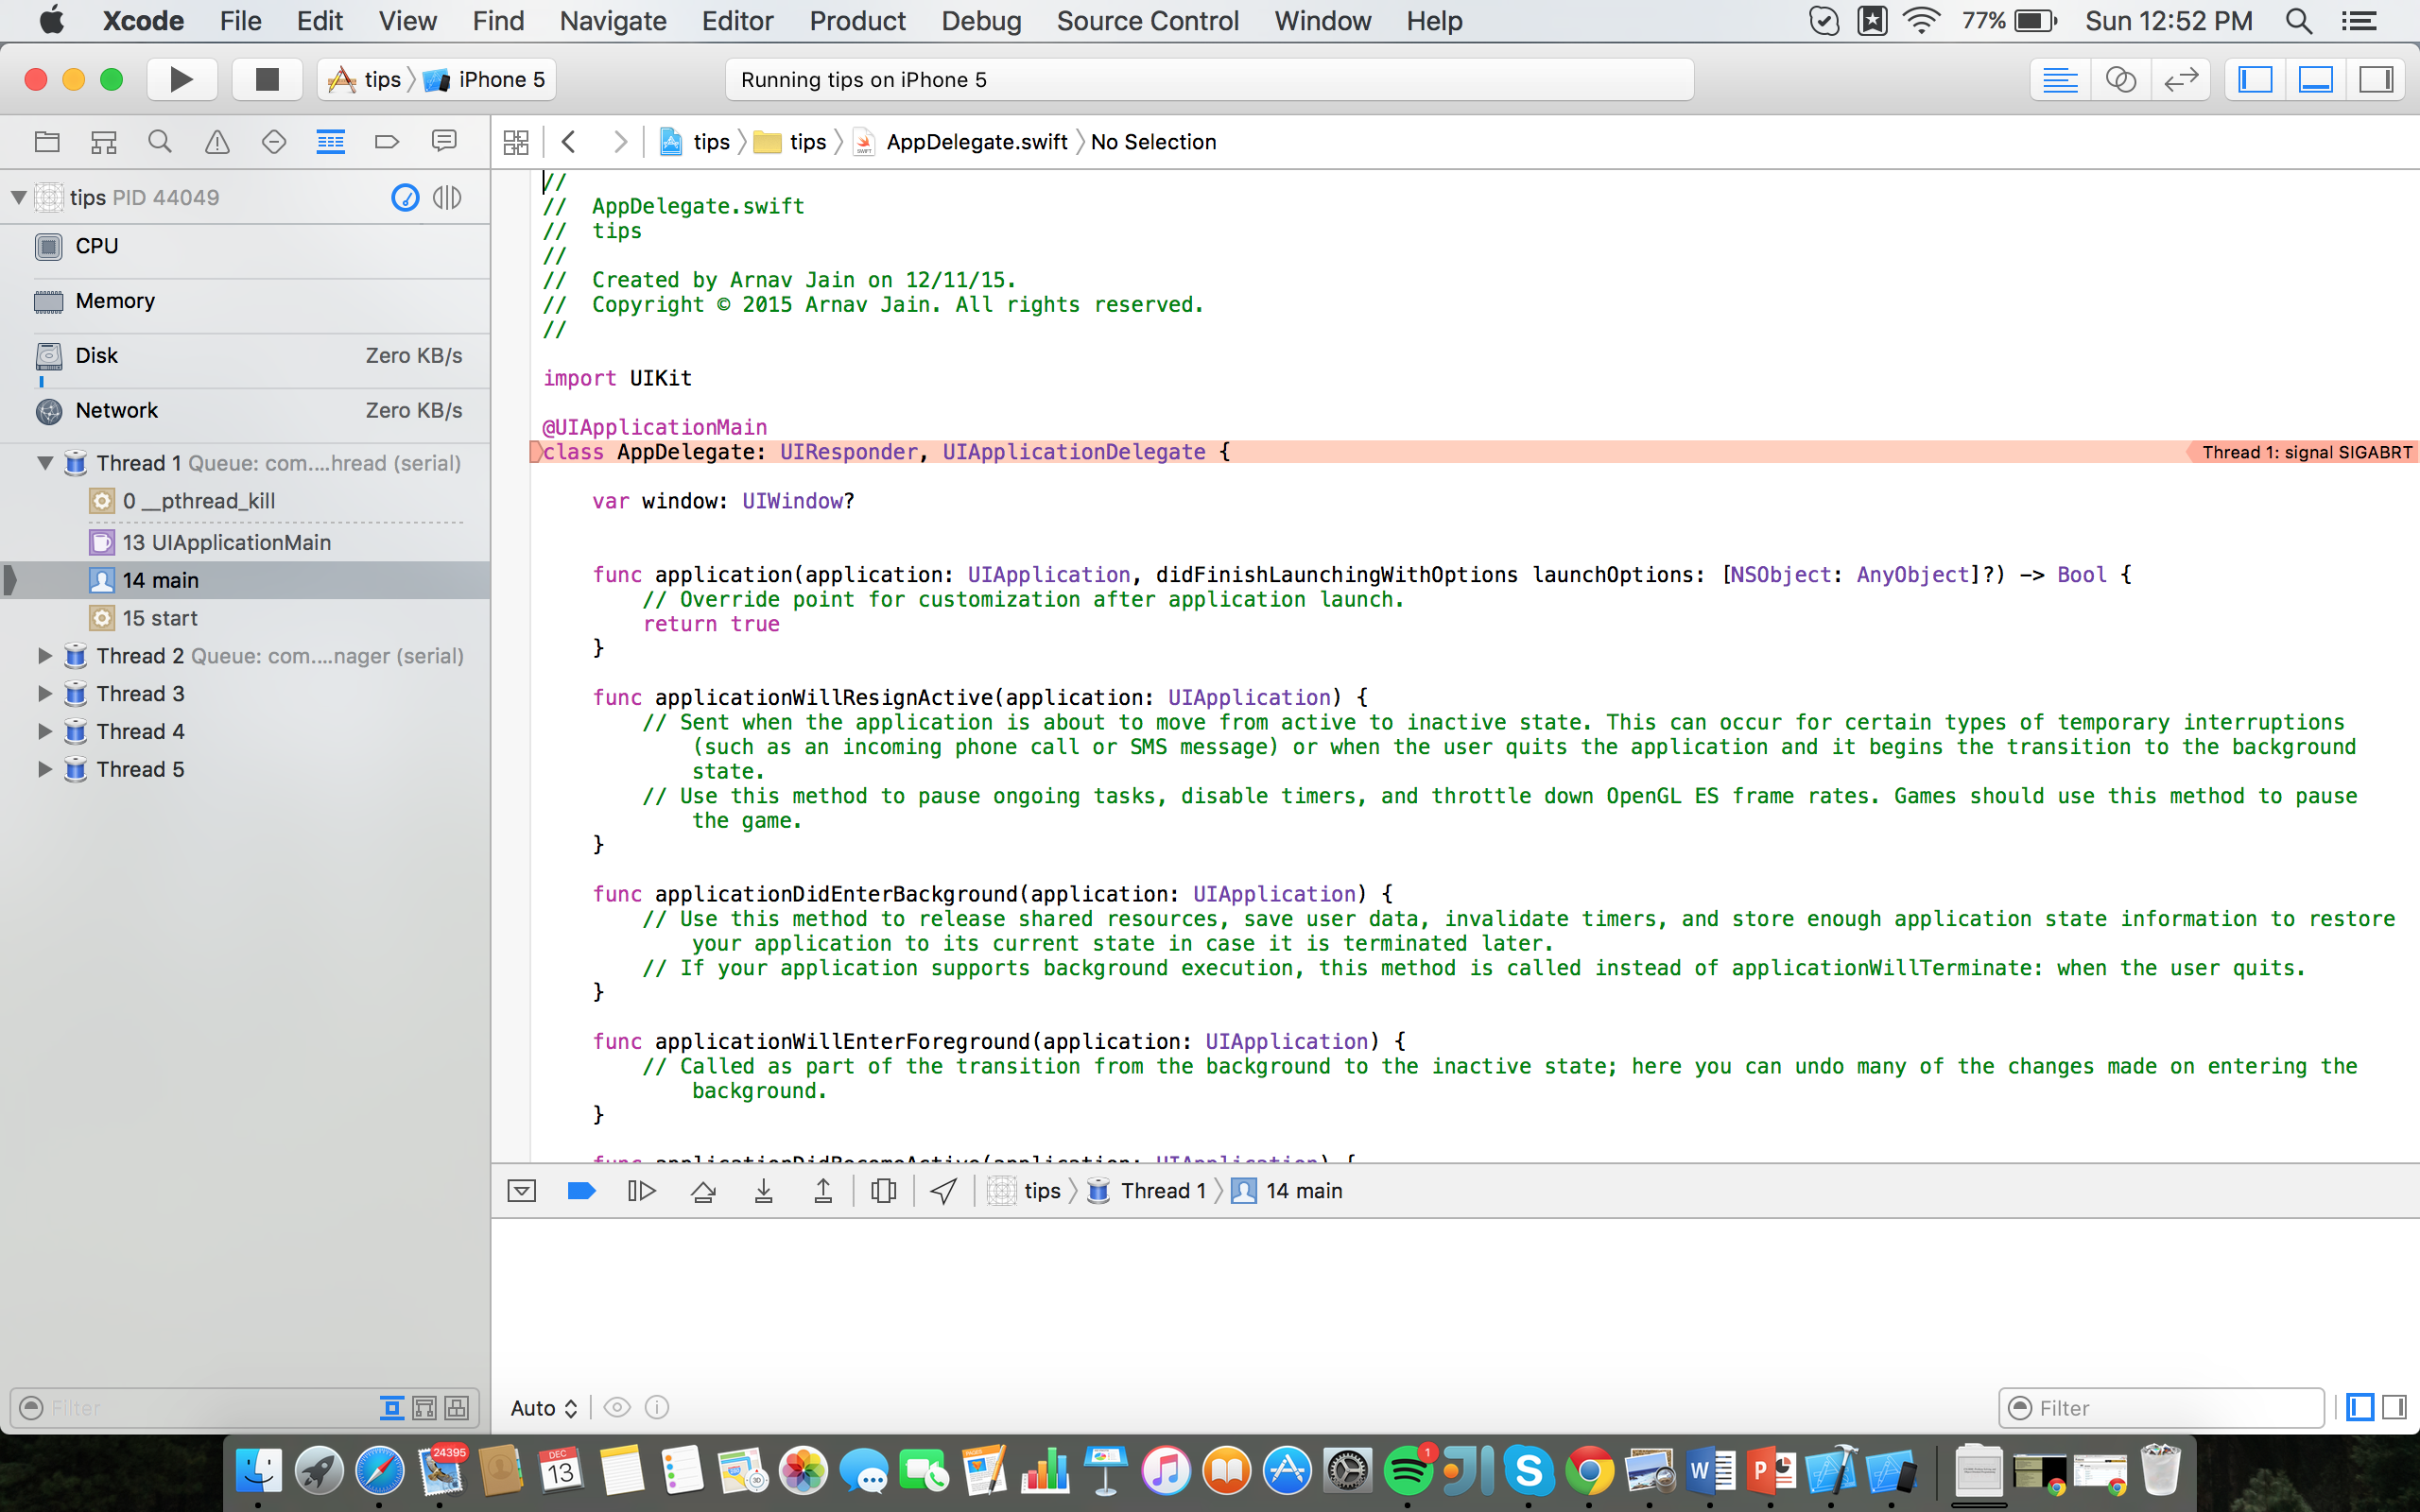 Xcode File Edit View Find Navigate Editor Product Debug Source Control Window Help 77% Sun 12:52 PM
tips iPhone 5 Running tips on iPhone 5
tips tips AppDelegate.swift No Selection
tips PID 44049
CPU
Memory
Disk Zero KB/s
Network Zero KB/s
Thread 1 Queue: com....hread (serial)
0 __pthread_kill
13 UIApplicationMain
14 main
15 start
Thread 2 Queue: com....nager (serial)
Thread 3
Thread 4
Thread 5
Filter
//
// AppDelegate.swift
// tips
//
// Created by Arnav Jain on 12/11/15.
// Copyright © 2015 Arnav Jain. All rights reserved.
//
import UIKit
@UIApplicationMain
class AppDelegate: UIResponder, UIApplicationDelegate { Thread 1: signal SIGABRT
var window: UIWindow?
func application(application: UIApplication, didFinishLaunchingWithOptions launchOptions: [NSObject: AnyObject]?) -> Bool {
// Override point for customization after application launch.
return true
}
func applicationWillResignActive(application: UIApplication) {
// Sent when the application is about to move from active to inactive state. This can occur for certain types of temporary interruptions
(such as an incoming phone call or SMS message) or when the user quits the application and it begins the transition to the background
state.
// Use this method to pause ongoing tasks, disable timers, and throttle down OpenGL ES frame rates. Games should use this method to pause
the game.
}
func applicationDidEnterBackground(application: UIApplication) {
// Use this method to release shared resources, save user data, invalidate timers, and store enough application state information to restore
your application to its current state in case it is terminated later.
// If your application supports background execution, this method is called instead of applicationWillTerminate: when the user quits.
}
func applicationWillEnterForeground(application: UIApplication) {
// Called as part of the transition from the background to the inactive state; here you can undo many of the changes made on entering the
background.
}
func applicationDidBecomeActive(application: UIApplication) {
tips Thread 1 14 main
Auto Filter
24395
DEC
13
1